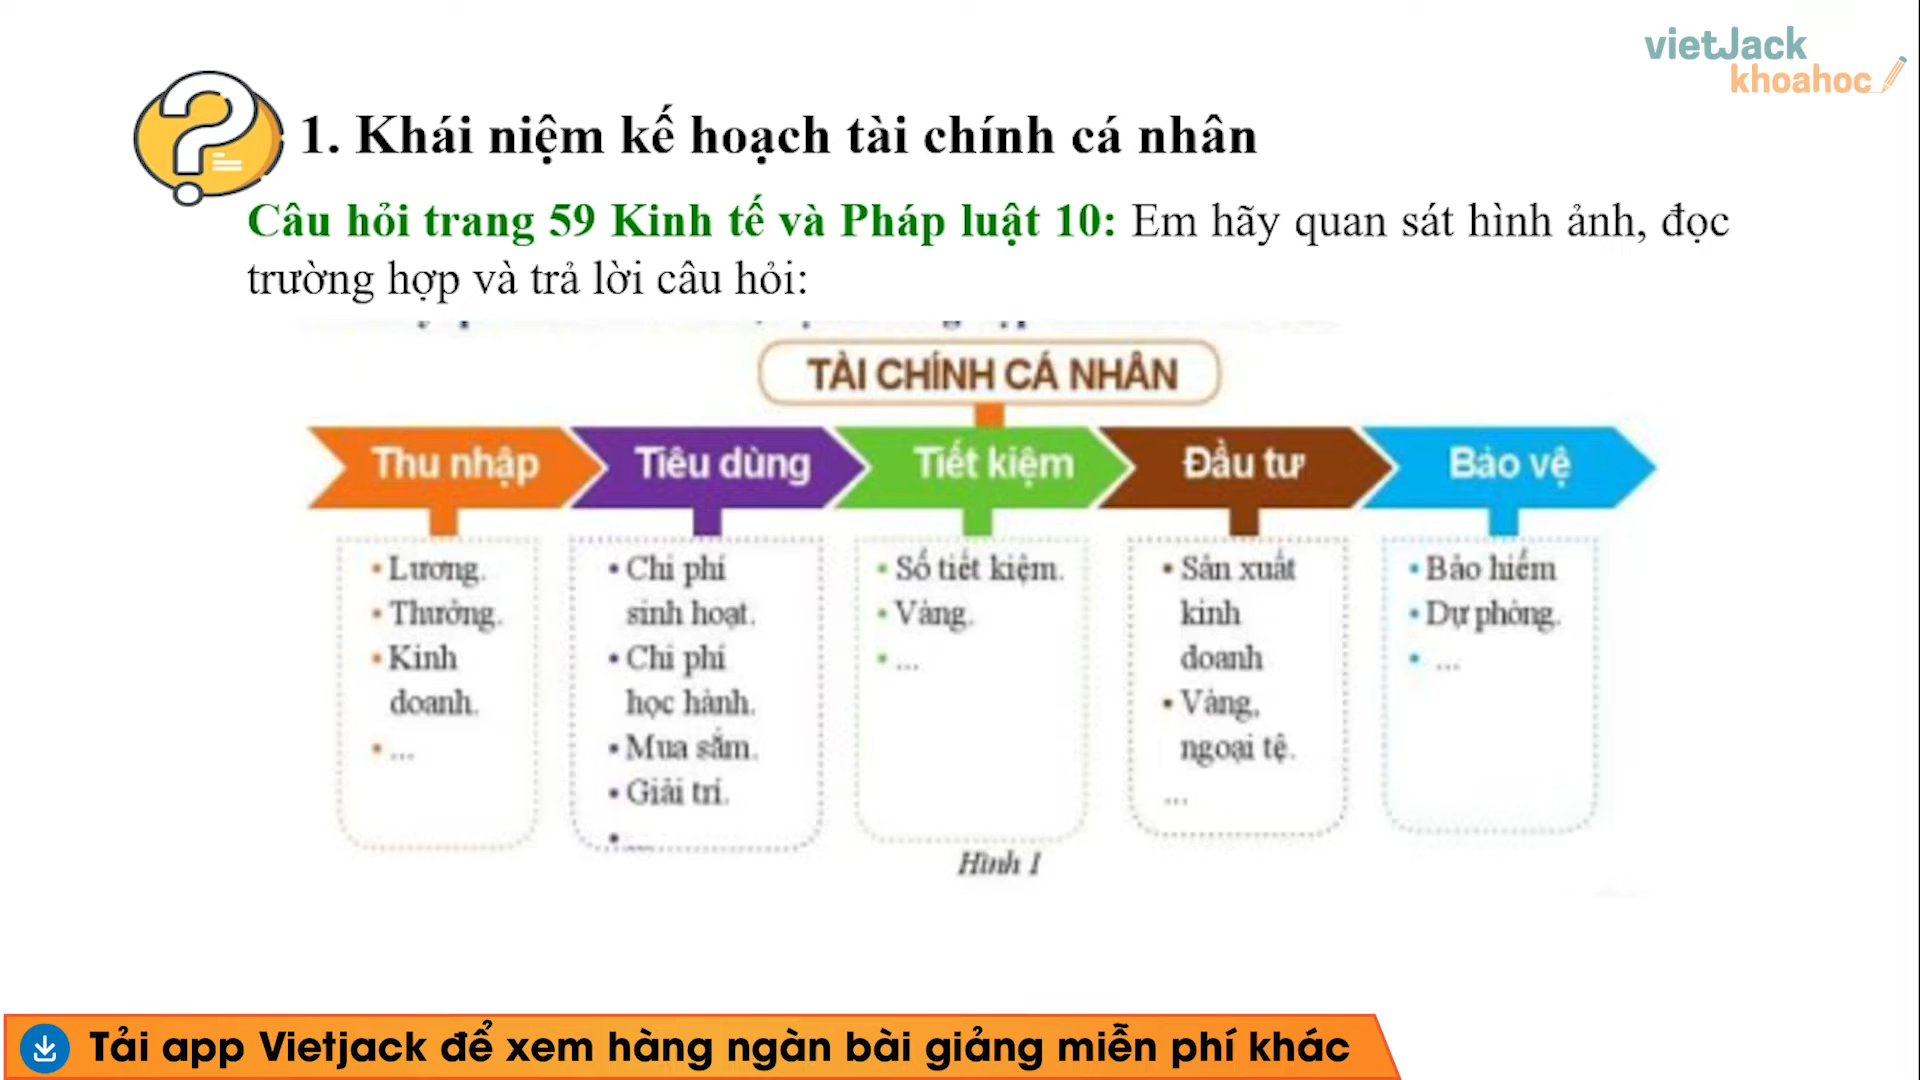 vietJack
khoahoc
1. Khái niệm kế hoạch tài chính cá nhân
Câu hỏi trang 59 Kinh tế và Pháp luật 10: Em hãy quan sát hình ảnh, đọc
trường hợp và trả lời câu hỏi:
TÀI CHÍNH CÁ NHÂN
Thu nhập
Tiêu dùng
Tiết kiệm
Đầu tư
Bảo vệ
• Lương.
• Thưởng.
• Kinh
doanh.
• ...
• Chi phí
sinh hoạt.
• Chi phí
học hành.
• Mua sắm.
• Giải trí.
• ...
• Sổ tiết kiệm.
• Vàng.
• ...
• Sản xuất
kinh
doanh
• Vàng,
ngoại tệ.
...
• Bảo hiểm
• Dự phòng.
• ...
Hình 1
Tải app Vietjack để xem hàng ngàn bài giảng miễn phí khác